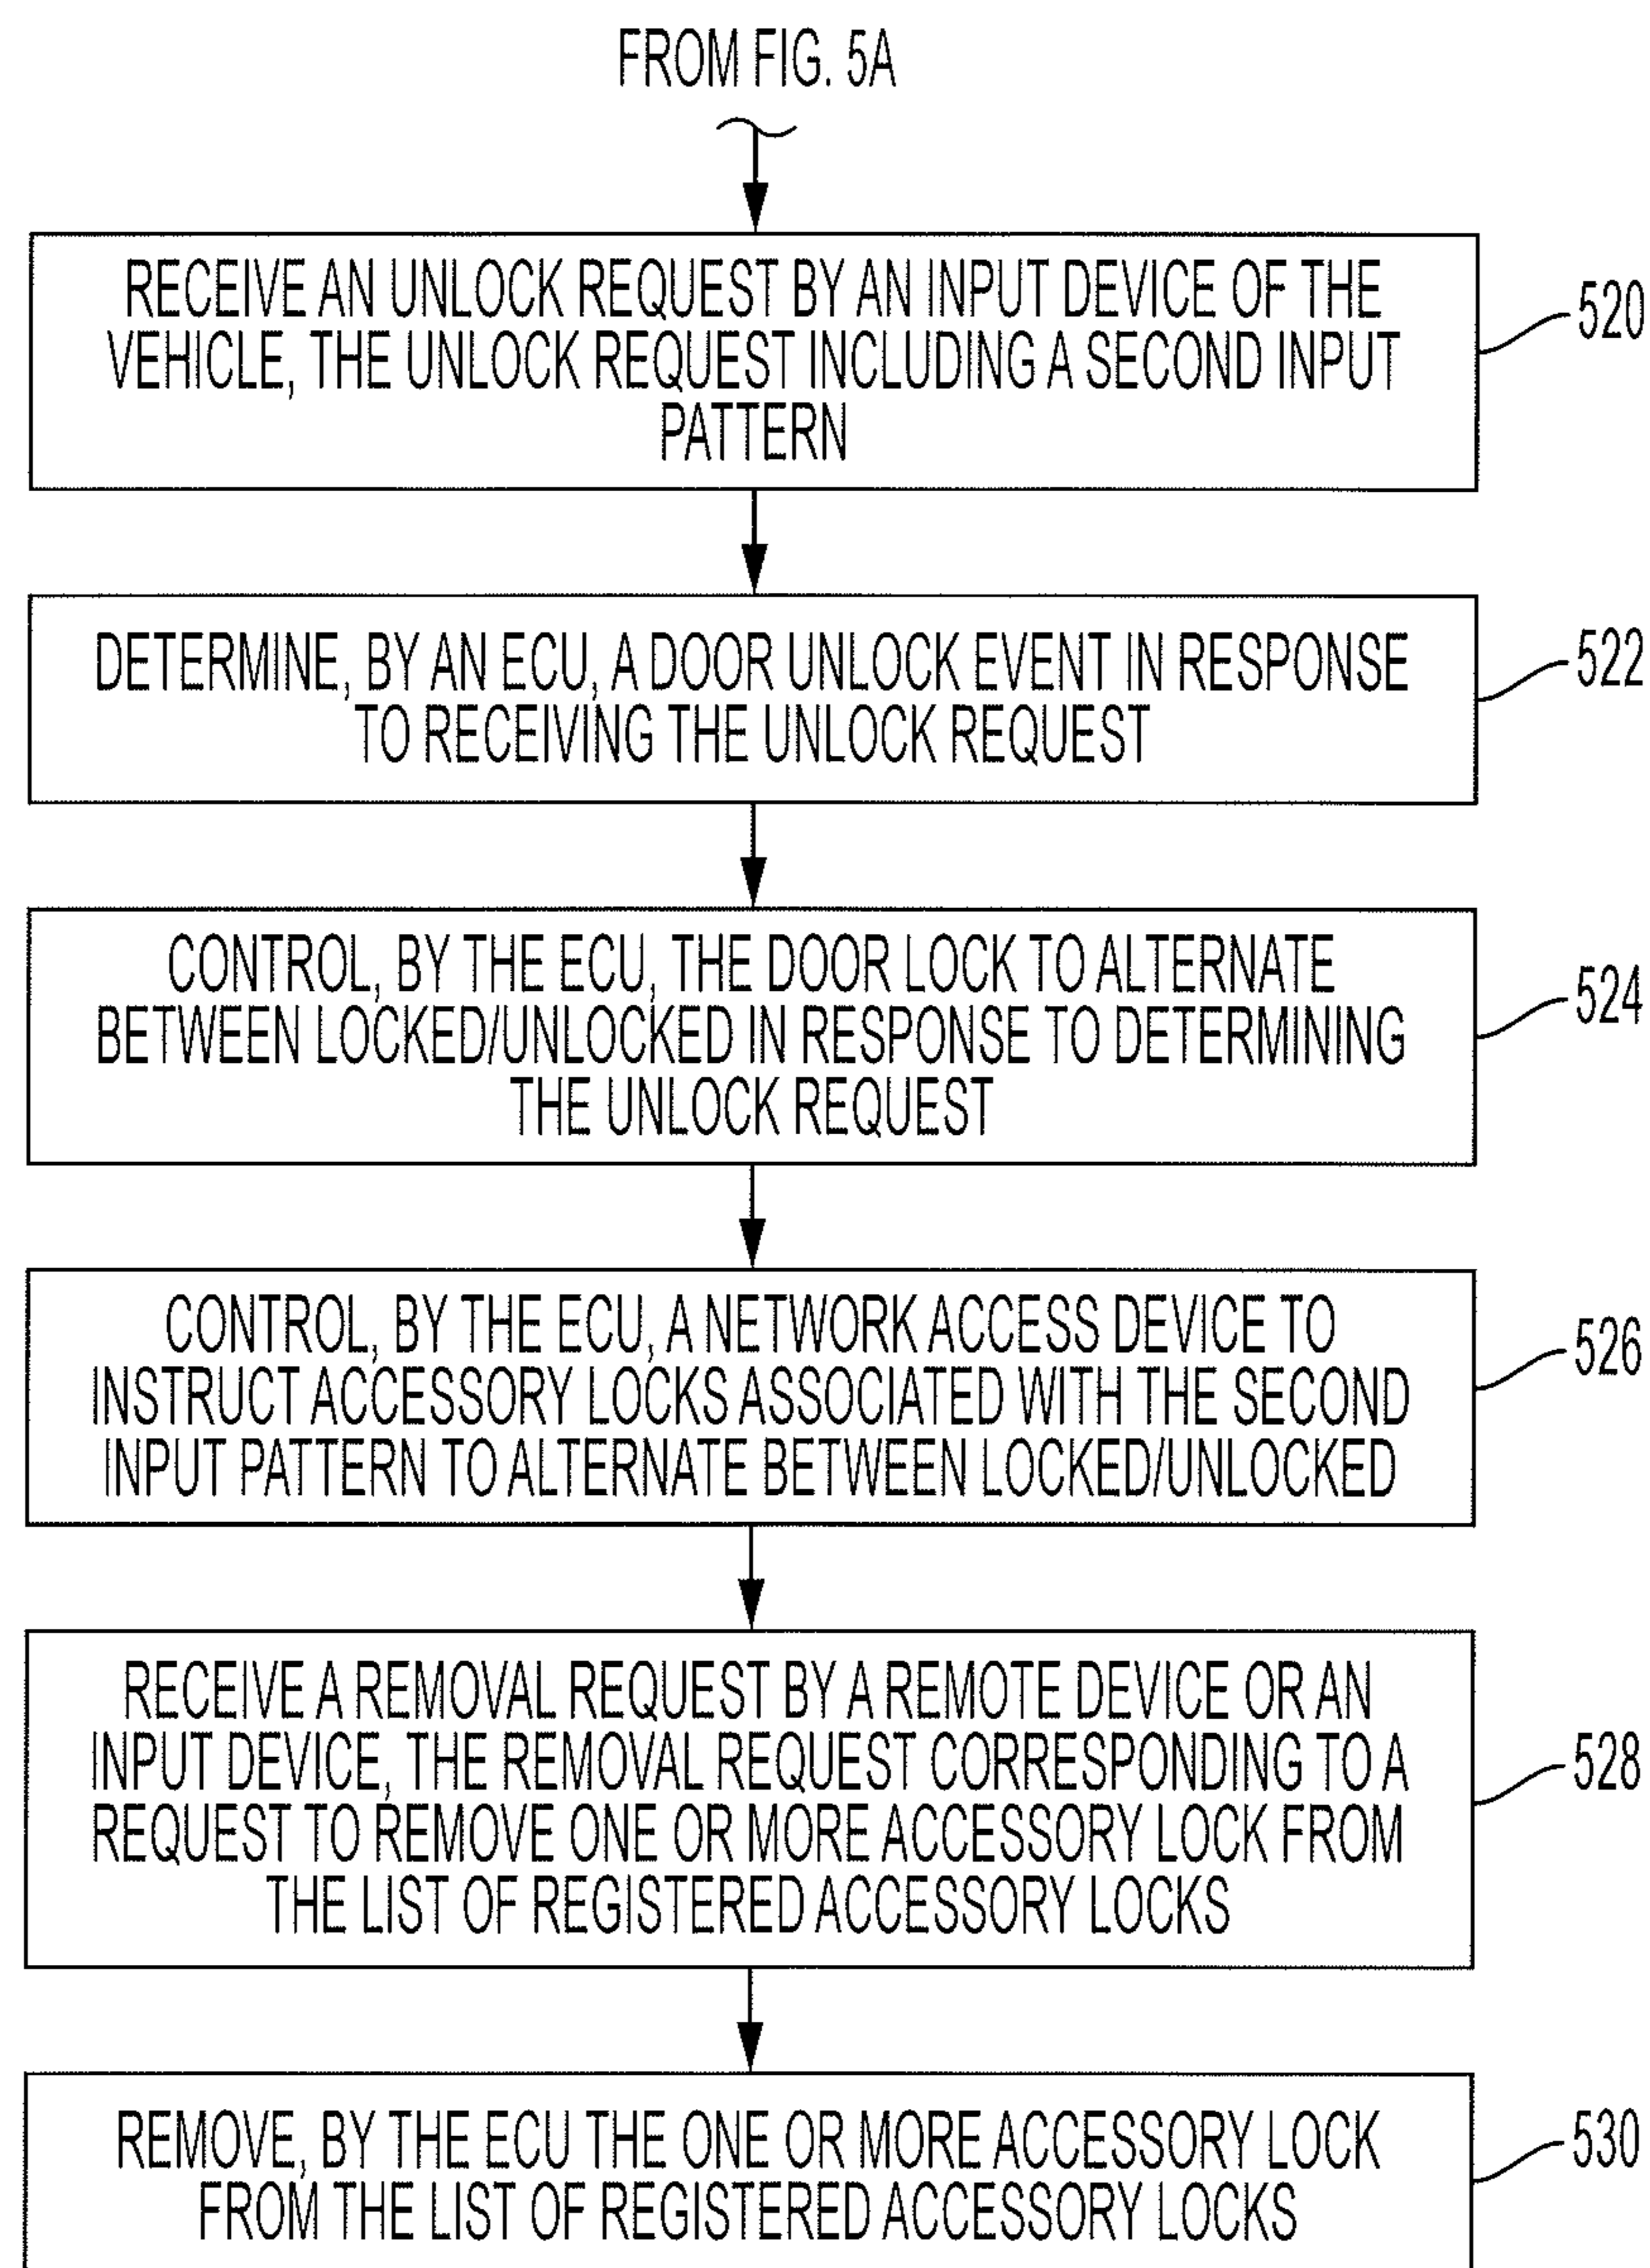 FROM FIG. 5A
RECEIVE AN UNLOCK REQUEST BY AN INPUT DEVICE OF THE
VEHICLE, THE UNLOCK REQUEST INCLUDING A SECOND INPUT
PATTERN
520
DETERMINE, BY AN ECU, A DOOR UNLOCK EVENT IN RESPONSE
TO RECEIVING THE UNLOCK REQUEST
522
CONTROL, BY THE ECU, THE DOOR LOCK TO ALTERNATE
BETWEEN LOCKED/UNLOCKED IN RESPONSE TO DETERMINING
THE UNLOCK REQUEST
524
CONTROL, BY THE ECU, A NETWORK ACCESS DEVICE TO
INSTRUCT ACCESSORY LOCKS ASSOCIATED WITH THE SECOND
INPUT PATTERN TO ALTERNATE BETWEEN LOCKED/UNLOCKED
526
RECEIVE A REMOVAL REQUEST BY A REMOTE DEVICE OR AN
INPUT DEVICE, THE REMOVAL REQUEST CORRESPONDING TO A
REQUEST TO REMOVE ONE OR MORE ACCESSORY LOCK FROM
THE LIST OF REGISTERED ACCESSORY LOCKS
528
REMOVE, BY THE ECU THE ONE OR MORE ACCESSORY LOCK
FROM THE LIST OF REGISTERED ACCESSORY LOCKS
530